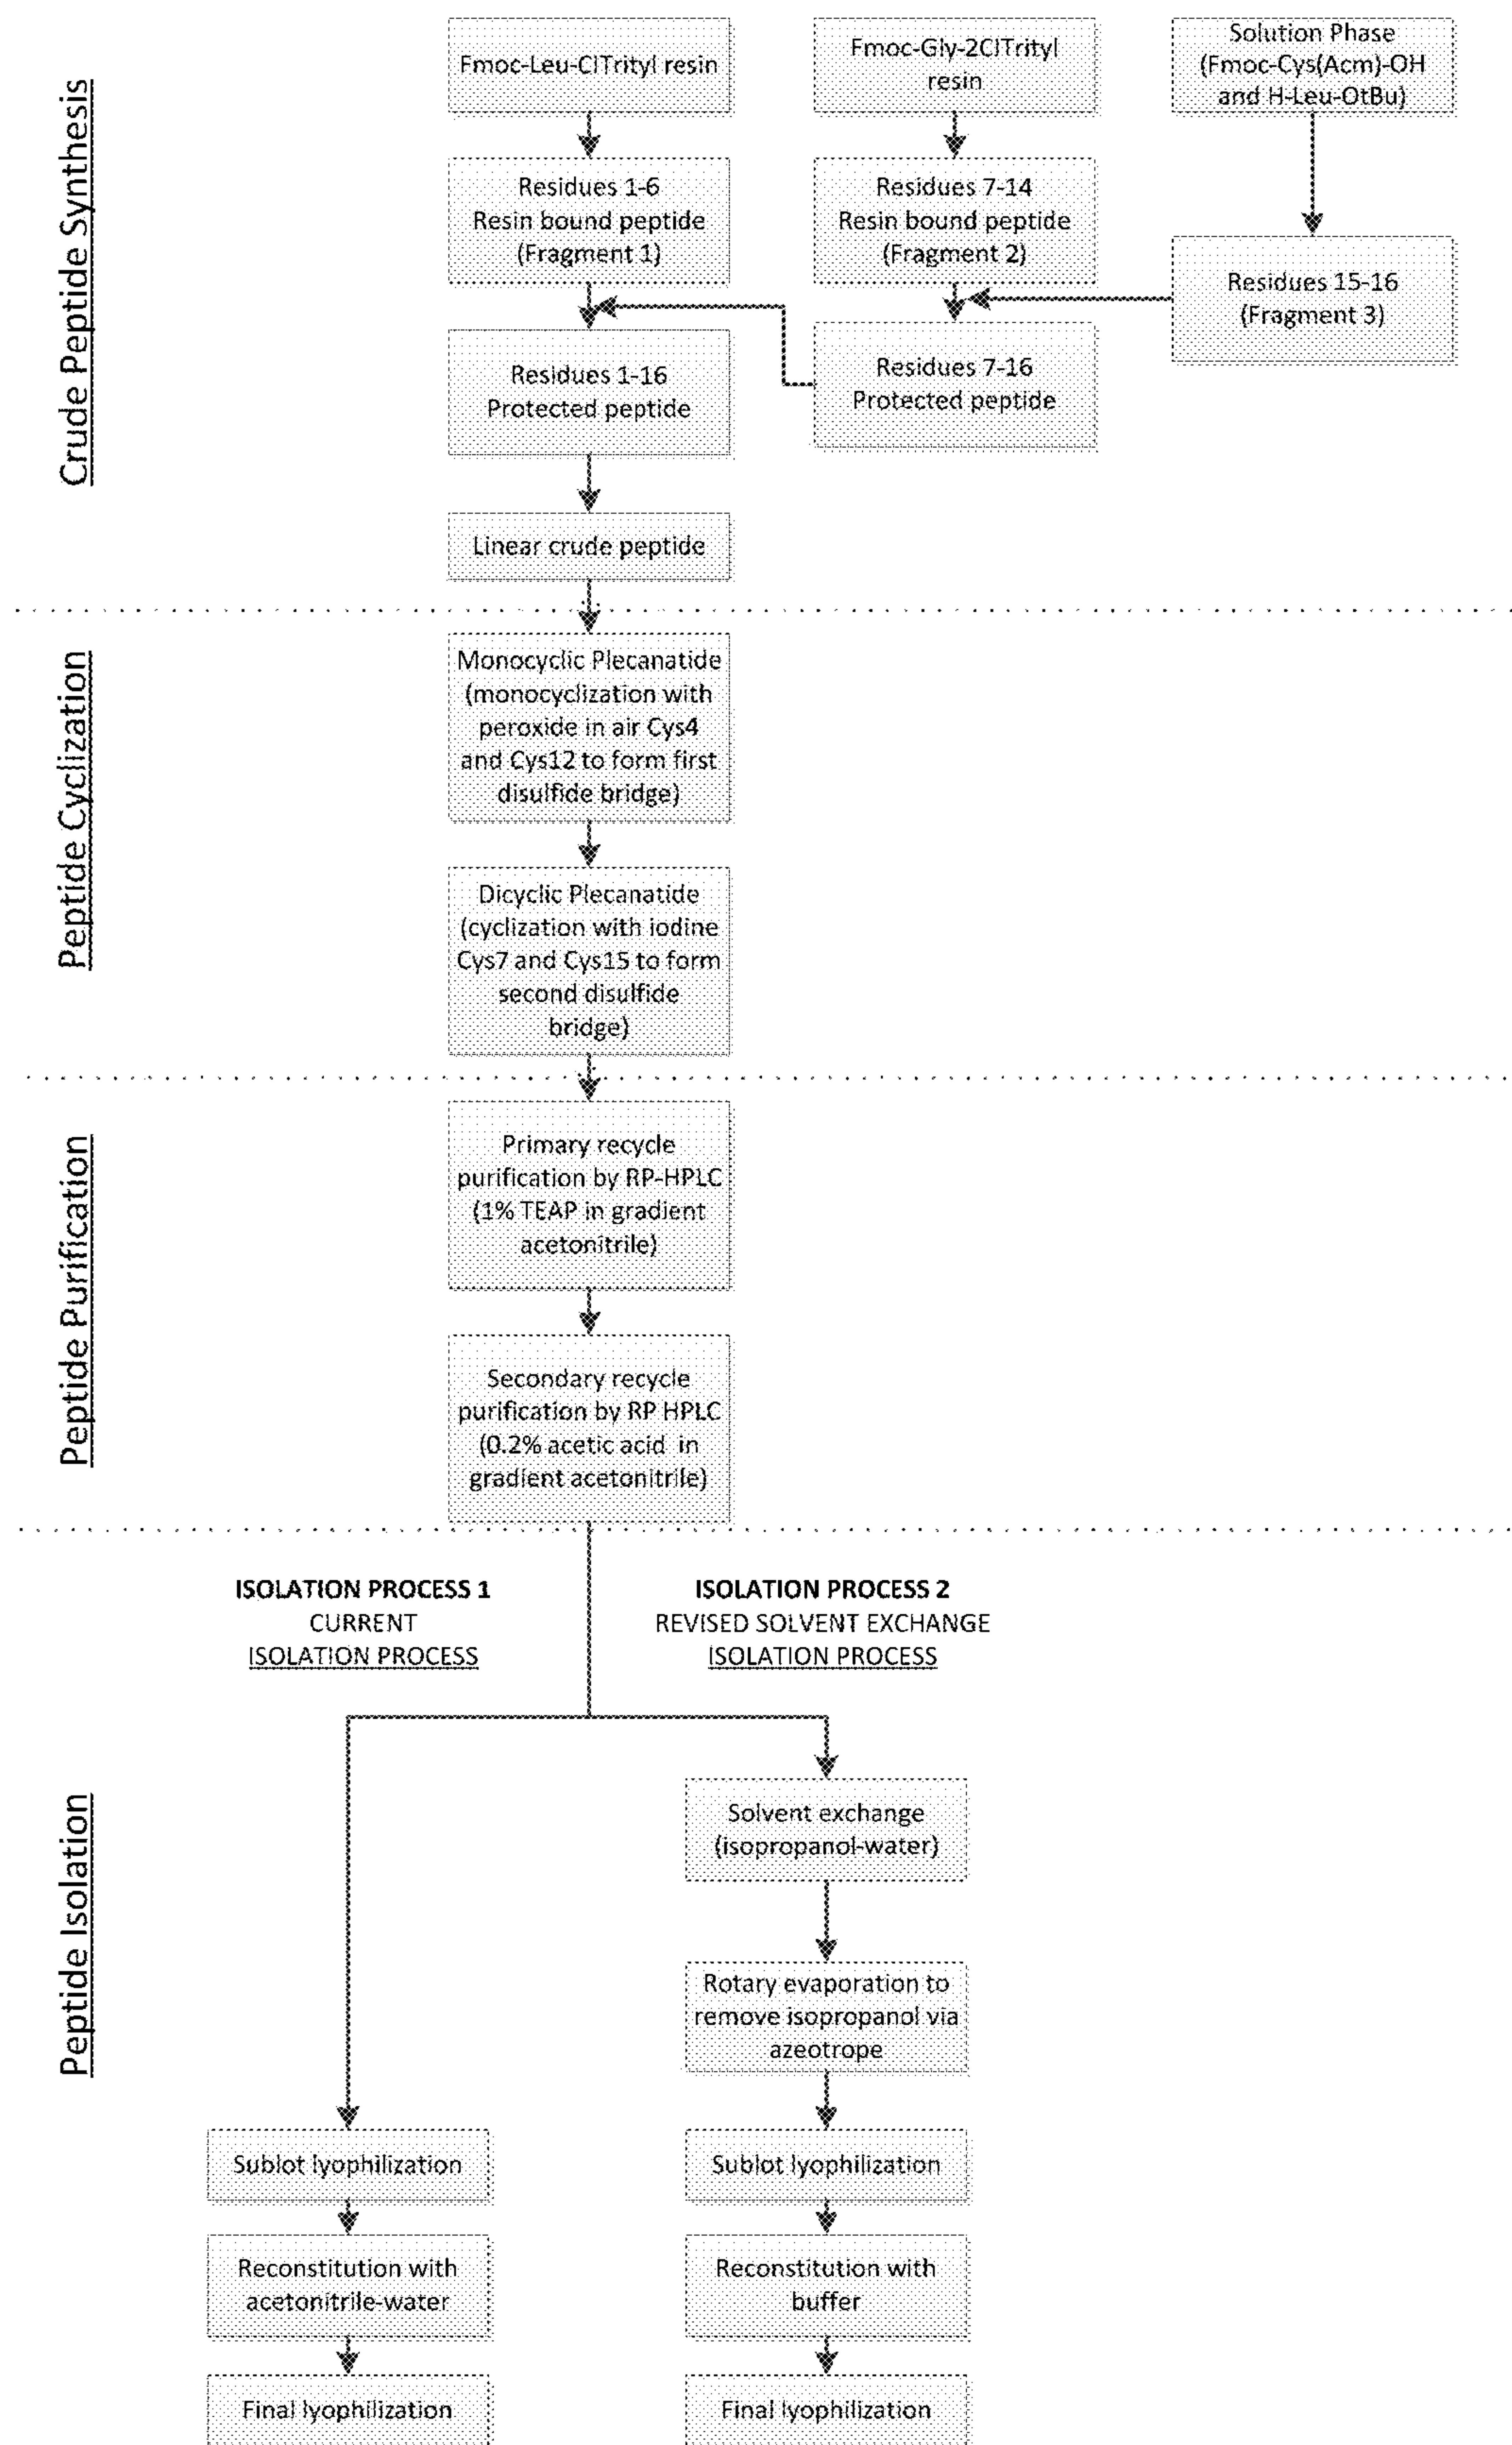 Crude Peptide Synthesis
Fmoc-Leu-ClTrityl resin
Fmoc-Gly-2ClTrityl
resin
Solution Phase
(Fmoc-Cys(Acm)-OH
and H-Leu-OtBu)
Residues 1-6
Resin bound peptide
(Fragment 1)
Residues 7-14
Resin bound peptide
(Fragment 2)
Residues 15-16
(Fragment 3)
Residues 1-16
Protected peptide
Residues 7-16
Protected peptide
Linear crude peptide
Peptide Cyclization
Monocyclic Plecanatide
(monocyclization with
peroxide in air Cys4
and Cys12 to form first
disulfide bridge)
Dicyclic Plecanatide
(cyclization with iodine
Cys7 and Cys15 to form
second disulfide
bridge)
Peptide Purification
Primary recycle
purification by RP-HPLC
(1% TEAP in gradient
acetonitrile)
Secondary recycle
purification by RP HPLC
(0.2% acetic acid in
gradient acetonitrile)
Peptide Isolation
ISOLATION PROCESS 1
CURRENT
ISOLATION PROCESS
ISOLATION PROCESS 2
REVISED SOLVENT EXCHANGE
ISOLATION PROCESS
Solvent exchange
(isopropanol-water)
Rotary evaporation to
remove isopropanol via
azeotrope
Sublot lyophilization
Sublot lyophilization
Reconstitution with
acetonitrile-water
Reconstitution with
buffer
Final lyophilization
Final lyophilization